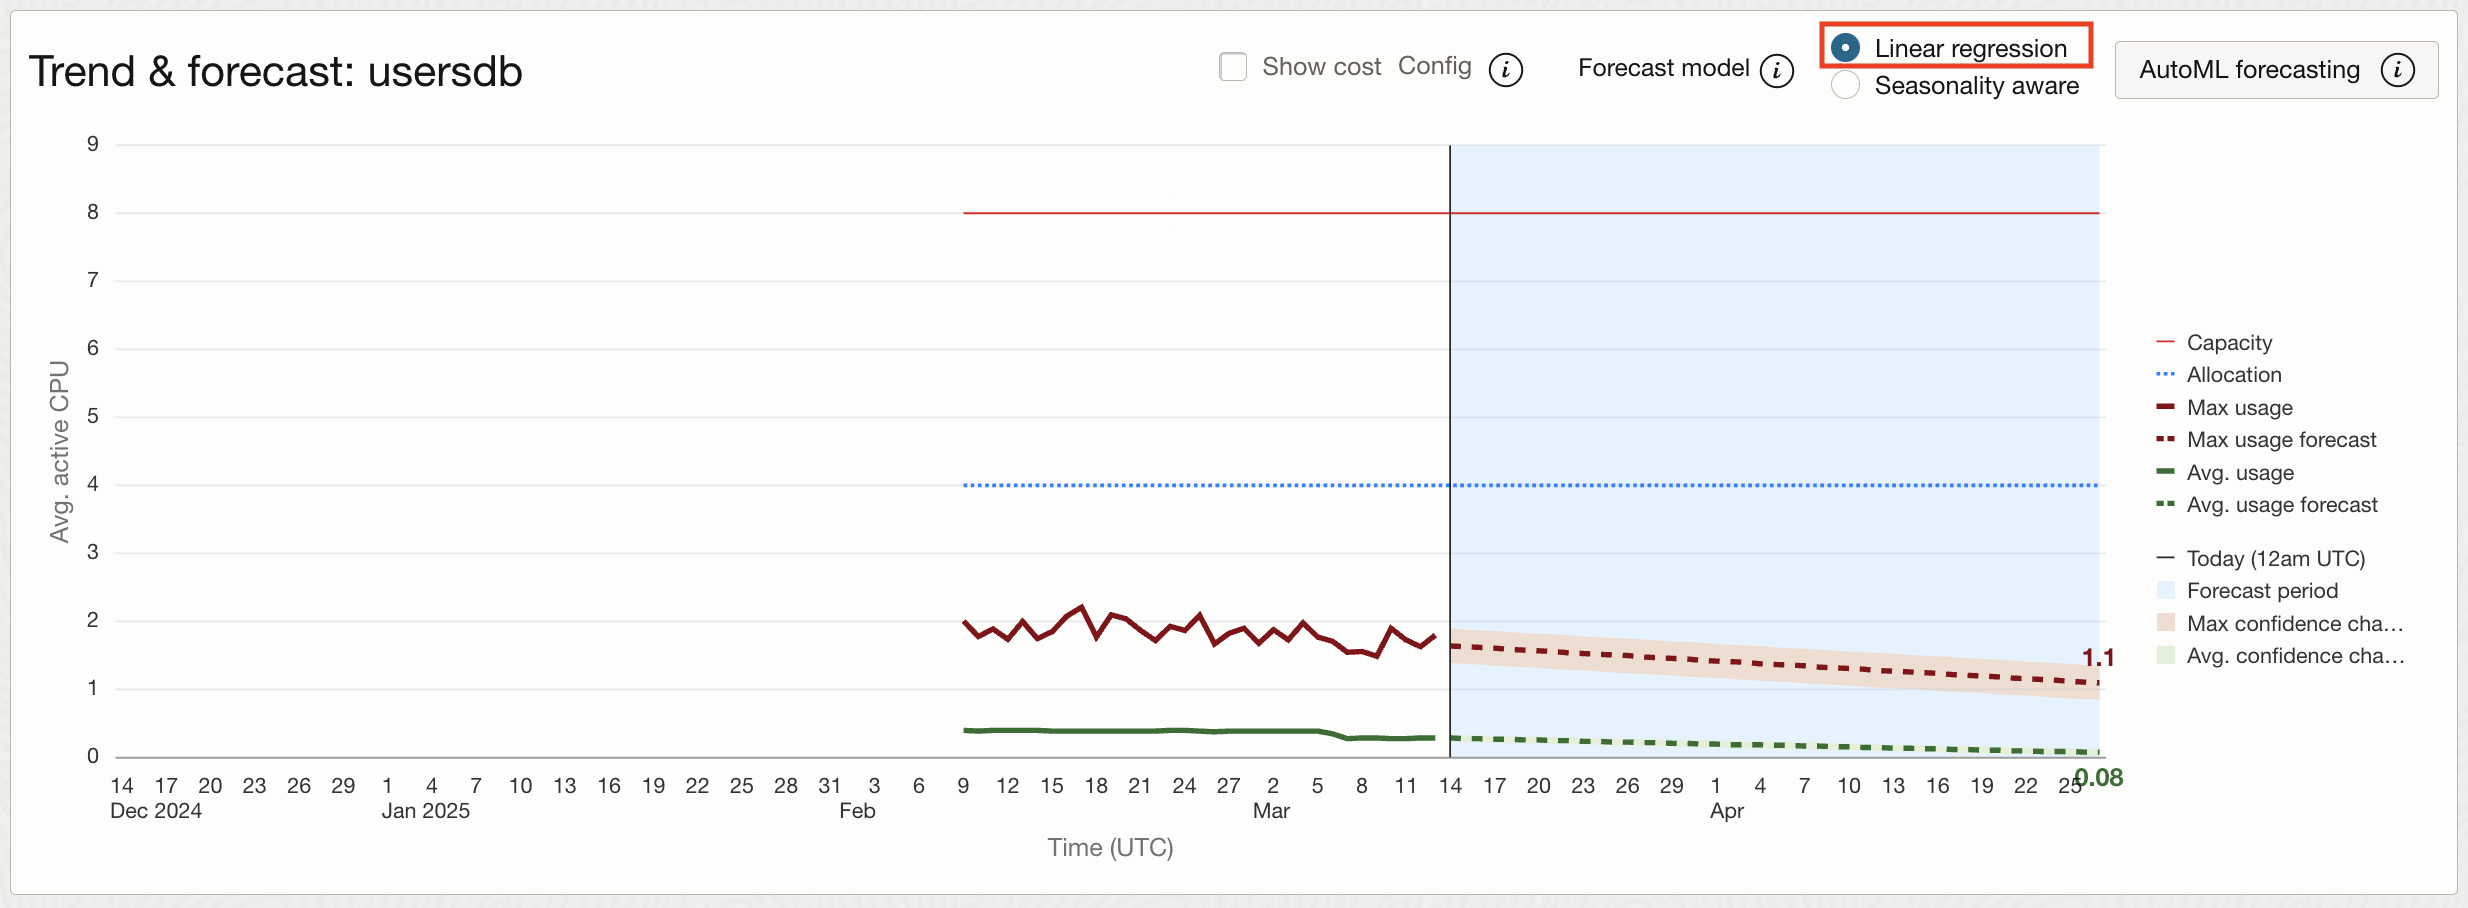 Trend & forecast: usersdb
Show cost Config i
Forecast model i
Linear regression
Seasonality aware
AutoML forecasting i
Avg. active CPU
9
8
7
6
5
4
3
2
1
0
1.1
0.08
14 17 20 23 26 29 1 4 7 10 13 16 19 22 25 28 31 3 6 9 12 15 18 21 24 27 2 5 8 11 14 17 20 23 26 29 1 4 7 10 13 16 19 22 25
Dec 2024 Jan 2025 Feb Mar Apr
Time (UTC)
Capacity
Allocation
Max usage
Max usage forecast
Avg. usage
Avg. usage forecast
Today (12am UTC)
Forecast period
Max confidence cha...
Avg. confidence cha...